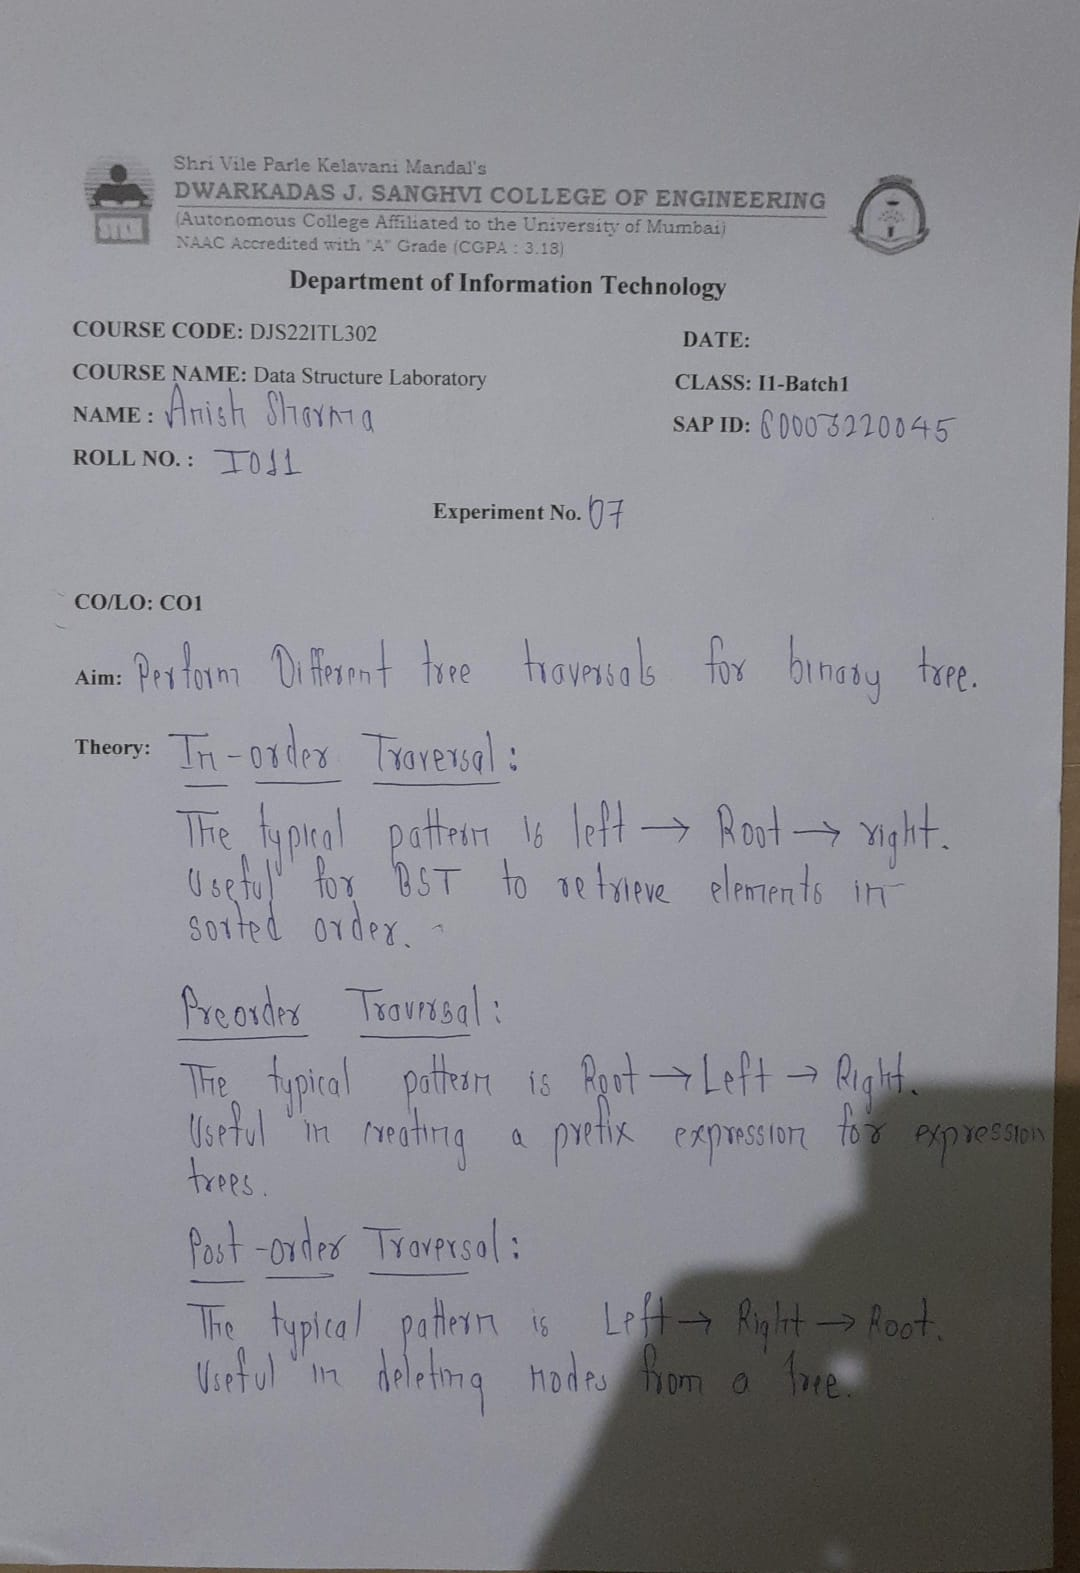 Shri Vile Parle Kelavani Mandal's
DWARKADAS J. SANGHVI COLLEGE OF ENGINEERING
(Autonomous College Affiliated to the University of Mumbai)
NAAC Accredited with "A" Grade (CGPA : 3.18)
Department of Information Technology
COURSE CODE: DJS22ITL302
DATE:
COURSE NAME: Data Structure Laboratory
CLASS: I1-Batch1
NAME : Anish Sharma
SAP ID: 60003220045
ROLL NO. : I011
Experiment No. 07
CO/LO: CO1
Aim: Perform Different tree traversals for binary tree.
Theory: In-order Traversal :
The typical pattern is left → Root → right.
Useful for BST to retrieve elements in
sorted order.
Preorder Traversal :
The typical pattern is Root → Left → Right.
Useful in creating a prefix expression for expression
trees.
Post-order Traversal :
The typical pattern is Left → Right → Root.
Useful in deleting nodes from a tree.